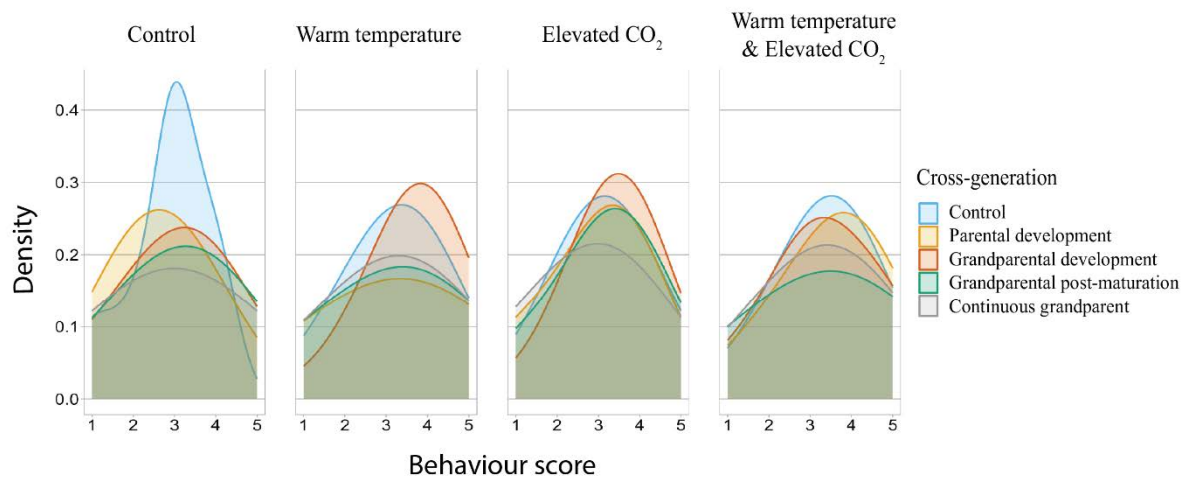 Control
Warm temperature
Elevated CO₂
Warm temperature
& Elevated CO₂
Density
0.4
0.3
0.2
0.1
0.0
1 2 3 4 5
1 2 3 4 5
1 2 3 4 5
1 2 3 4 5
Behaviour score
Cross-generation
Control
Parental development
Grandparental development
Grandparental post-maturation
Continuous grandparent